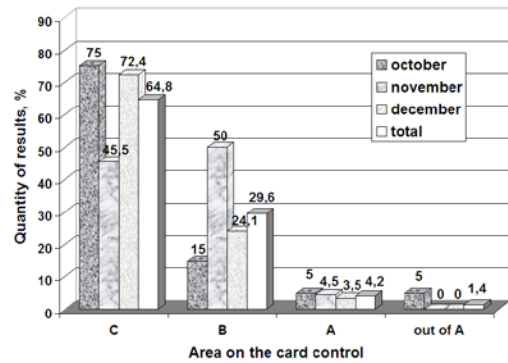 90
80
70
60
50
40
30
20
10
0
Quantity of results, %
75
45,5
72,4
64,8
15
50
24,1
29,6
5
4,5
3,5
4,2
5
0
0
1,4
october
november
december
total
C
B
A
out of A
Area on the card control